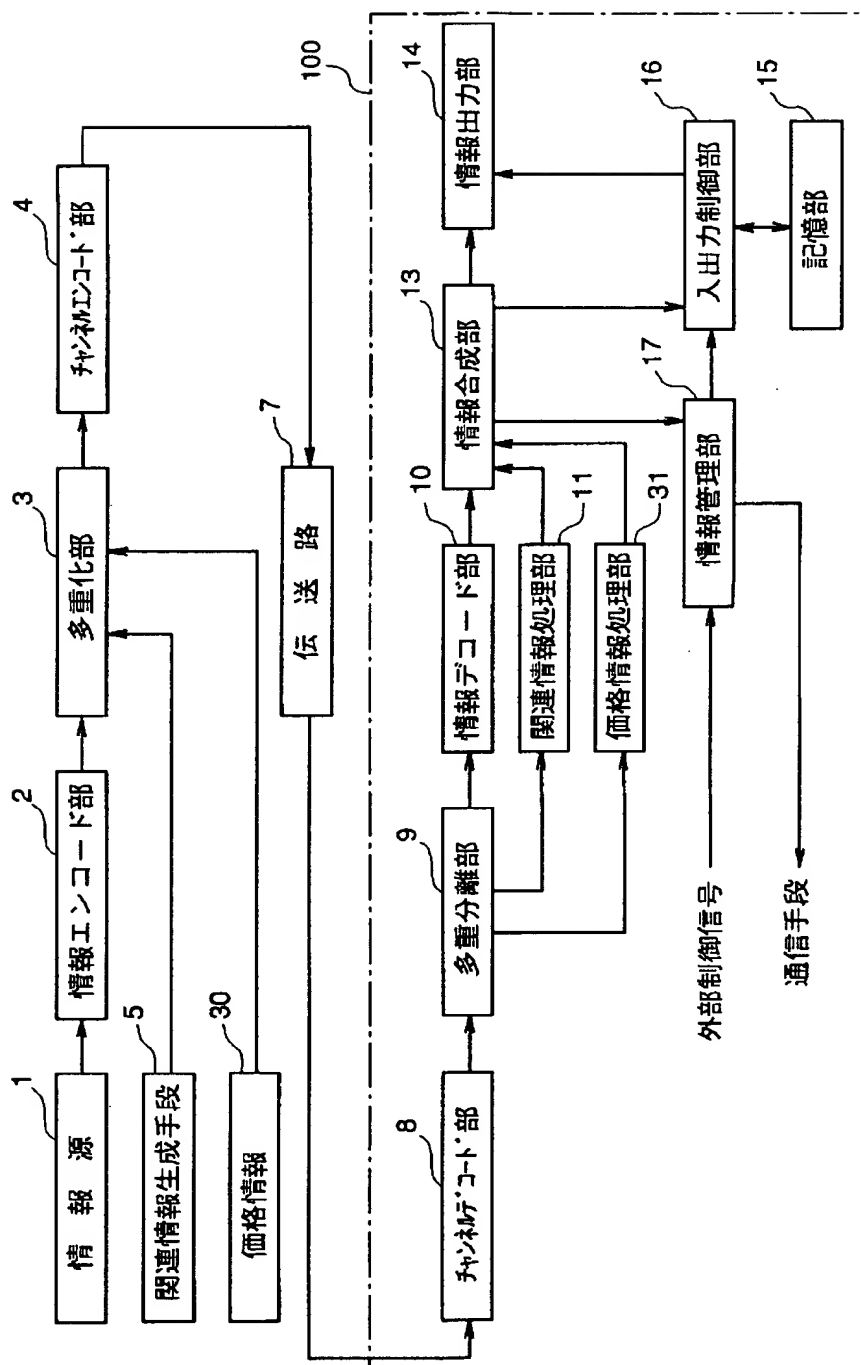 1
情報源
2
情報エンコード部
3
多重化部
4
チャンネルエンコード部
5
関連情報生成手段
30
価格情報
7
伝送路
100
8
チャンネルデコード部
9
多重分離部
10
情報デコード部
11
関連情報処理部
31
価格情報処理部
13
情報合成部
14
情報出力部
16
入出力制御部
15
記憶部
17
情報管理部
外部制御信号
通信手段